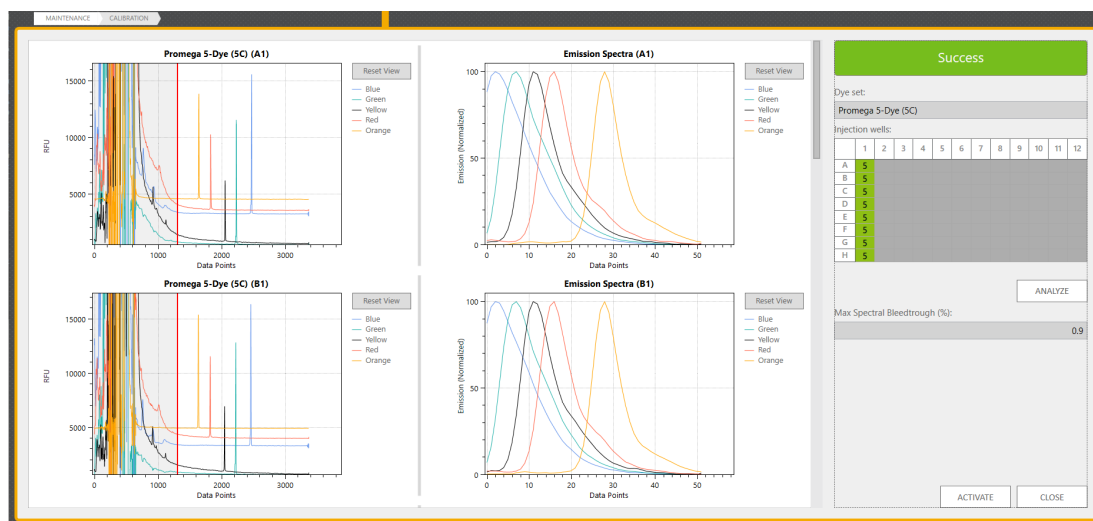 MAINTENANCE CALIBRATION
Promega 5-Dye (5C) (A1)
15000
10000
5000
RFU
0 1000 2000 3000
Data Points
Reset View
Blue
Green
Yellow
Red
Orange
Emission Spectra (A1)
100
50
0
Emission (Normalized)
0 10 20 30 40 50
Data Points
Reset View
Blue
Green
Yellow
Red
Orange
Promega 5-Dye (5C) (B1)
15000
10000
5000
RFU
0 1000 2000 3000
Data Points
Reset View
Blue
Green
Yellow
Red
Orange
Emission Spectra (B1)
100
50
0
Emission (Normalized)
0 10 20 30 40 50
Data Points
Reset View
Blue
Green
Yellow
Red
Orange
Success
Dye set:
Promega 5-Dye (5C)
Injection wells:
1 2 3 4 5 6 7 8 9 10 11 12
A 5
B 5
C 5
D 5
E 5
F 5
G 5
H 5
ANALYZE
Max Spectral Bleedtrough (%):
0.9
ACTIVATE CLOSE